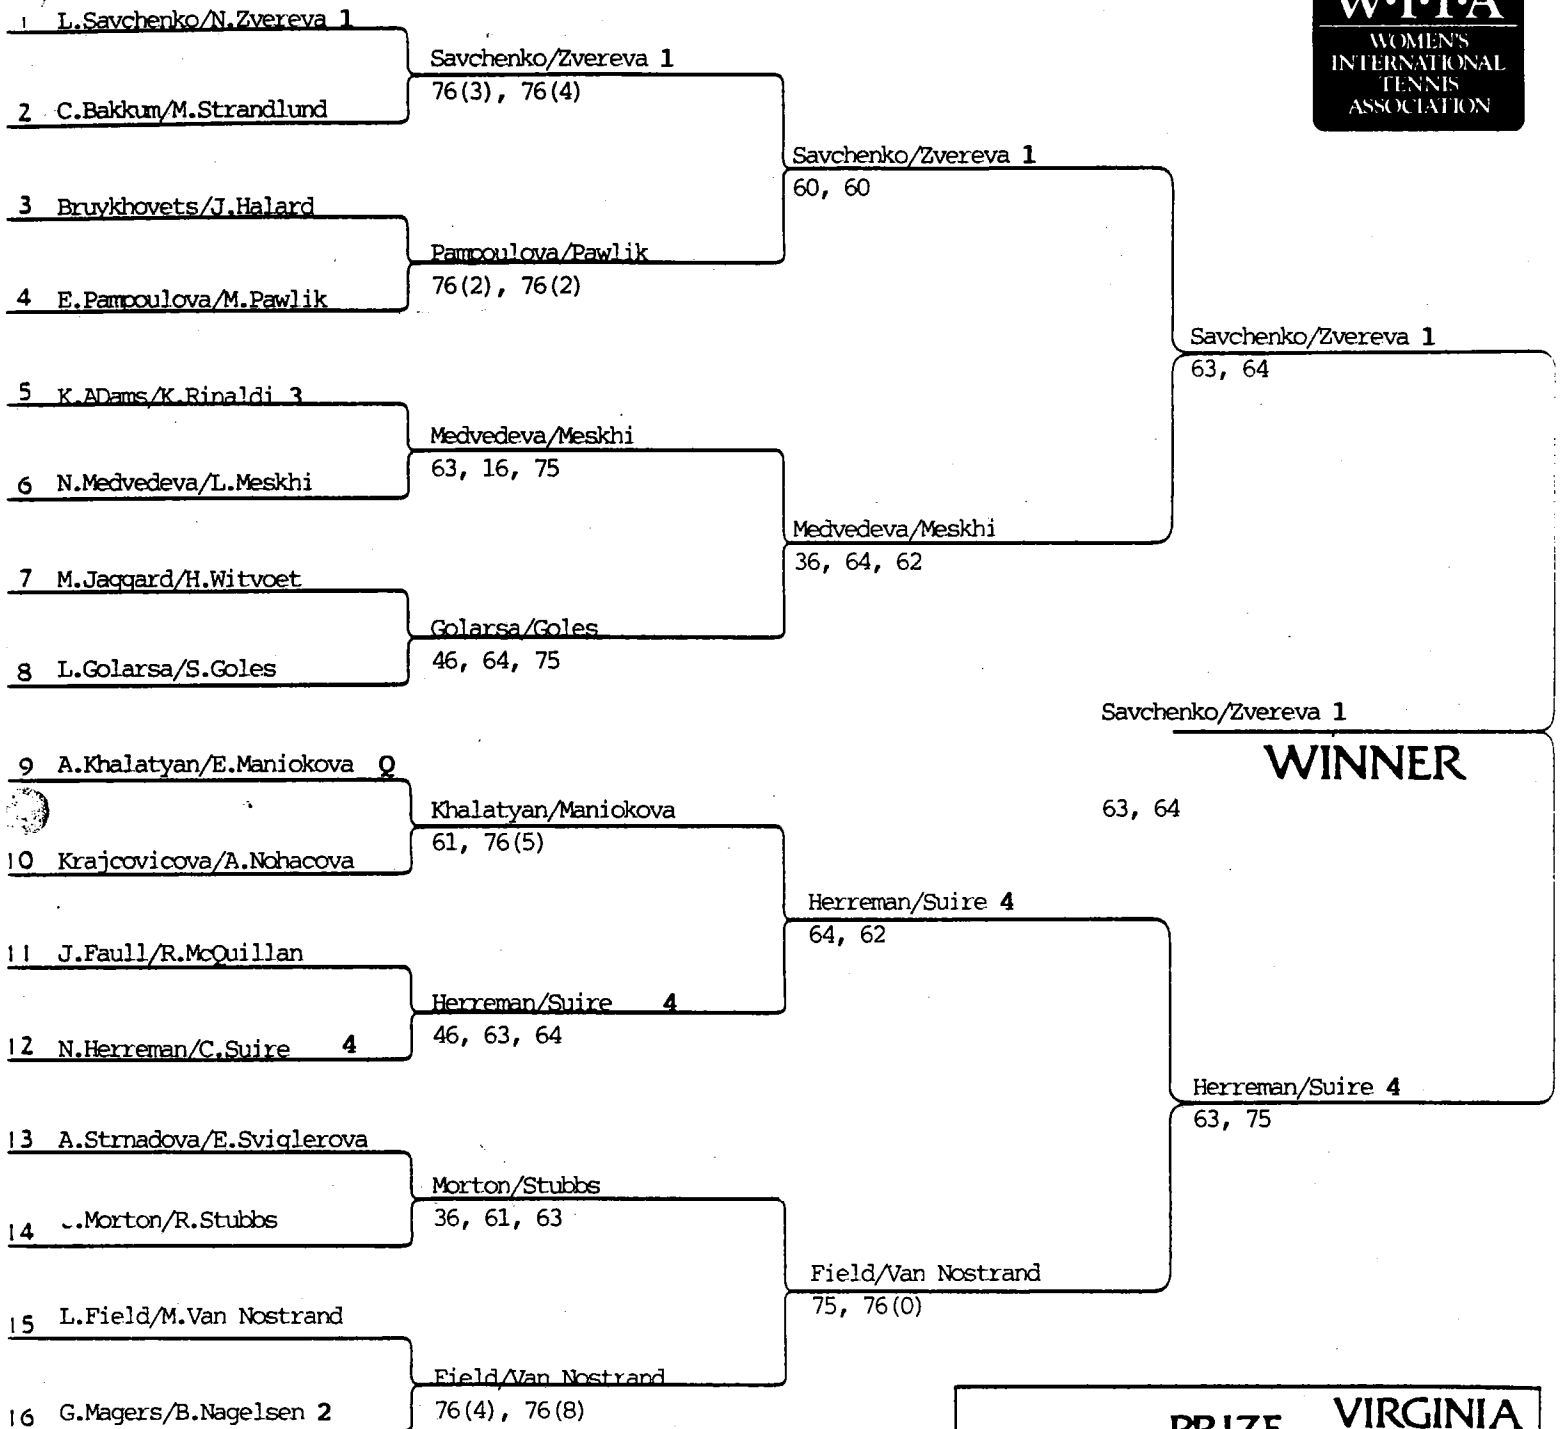 W·I·T·A
WOMEN'S
INTERNATIONAL
TENNIS
ASSOCIATION
1 L.Savchenko/N.Zvereva 1
Savchenko/Zvereva 1
76(3), 76(4)
2 C.Bakkum/M.Strandlund
Savchenko/Zvereva 1
60, 60
3 Bruykhovets/J.Halard
Pampoulova/Pawlik
76(2), 76(2)
4 E.Pampoulova/M.Pawlik
Savchenko/Zvereva 1
63, 64
5 K.ADams/K.Rinaldi 3
Medvedeva/Meskhi
63, 16, 75
6 N.Medvedeva/L.Meskhi
Medvedeva/Meskhi
36, 64, 62
7 M.Jaggard/H.Witvoet
Golarsa/Goles
46, 64, 75
8 L.Golarsa/S.Goles
Savchenko/Zvereva 1
WINNER
63, 64
9 A.Khalatyan/E.Maniokova Q
Khalatyan/Maniokova
61, 76(5)
10 Krajcovicova/A.Nohacova
Herreman/Suire 4
64, 62
11 J.Faull/R.McQuillan
Herreman/Suire 4
46, 63, 64
12 N.Herreman/C.Suire 4
Herreman/Suire 4
63, 75
13 A.Strnadova/E.Sviglerova
Morton/Stubbs
36, 61, 63
14 .Morton/R.Stubbs
Field/Van Nostrand
75, 76(0)
15 L.Field/M.Van Nostrand
Field/Van Nostrand
76(4), 76(8)
16 G.Magers/B.Nagelsen 2
PRIZE VIRGINIA